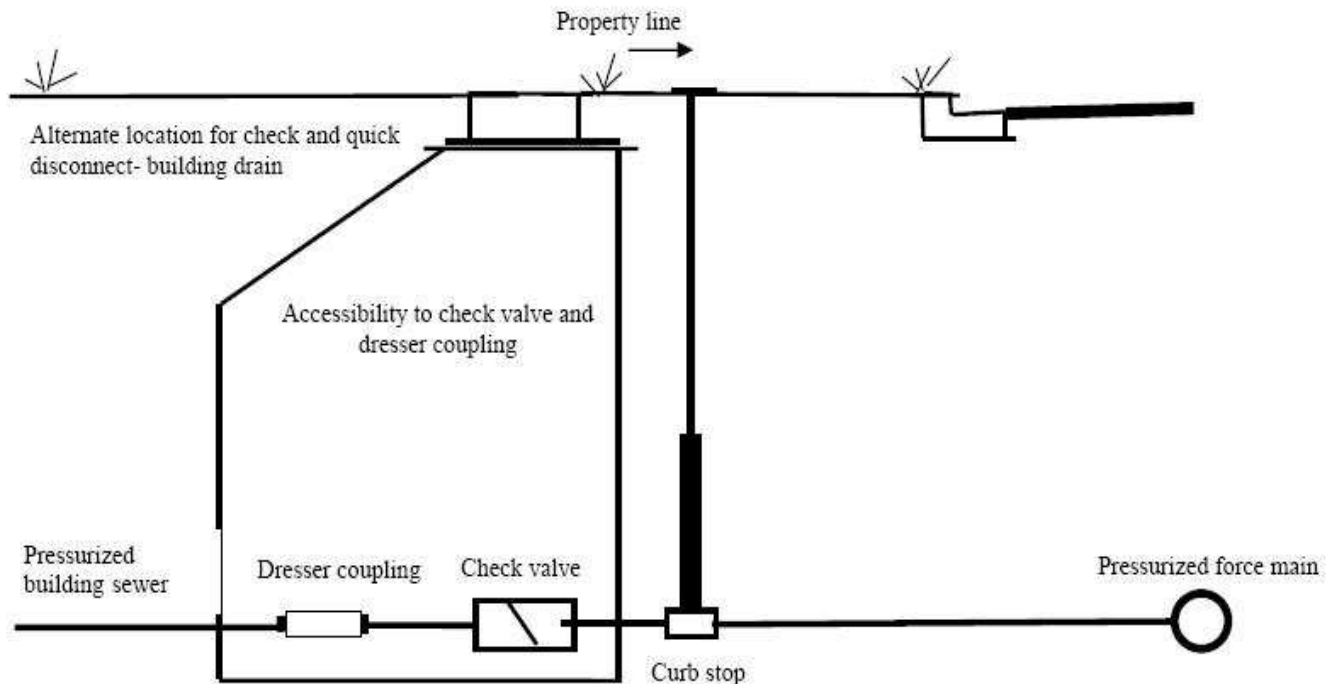 Property line
Alternate location for check and quick
disconnect- building drain
Accessibility to check valve and
dresser coupling
Pressurized
building sewer
Dresser coupling
Check valve
Pressurized force main
Curb stop